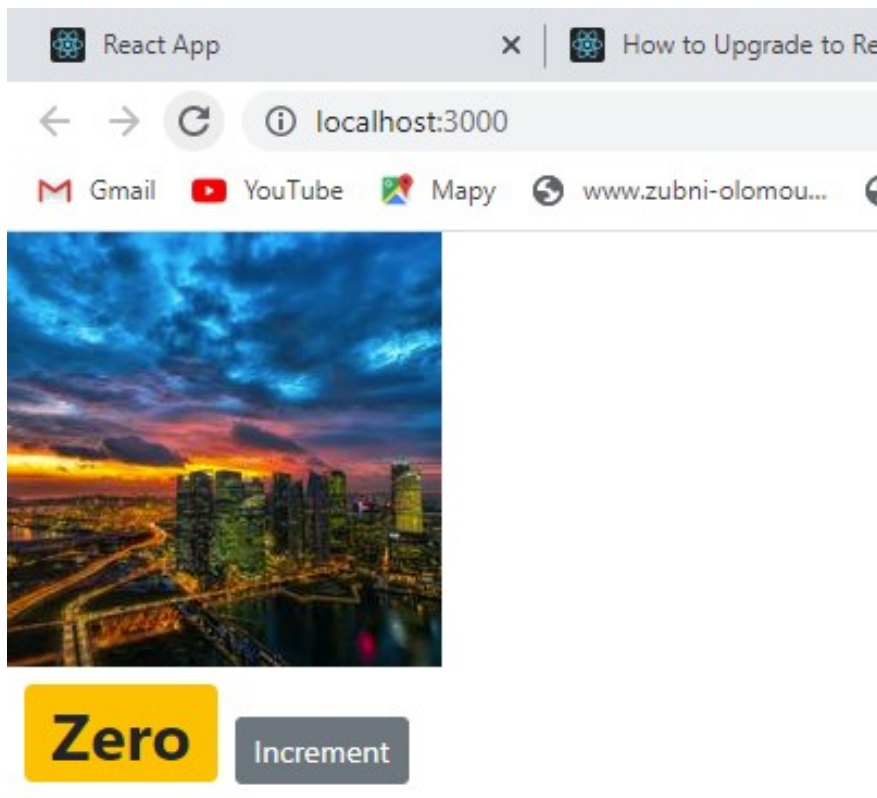 React App How to Upgrade to Re
localhost:3000
Gmail YouTube Mapy www.zubni-olomou...
Zero Increment